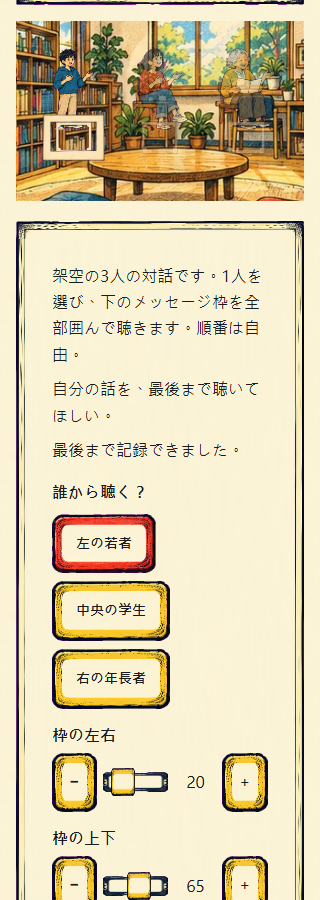 架空の3人の対話です。1人を
選び、下のメッセージ枠を全
部囲んで聴きます。順番は自
由。
自分の話を、最後まで聴いて
ほしい。
最後まで記録できました。
誰から聴く？
左の若者
中央の学生
右の年長者
枠の左右
− 20 +
枠の上下
− 65 +